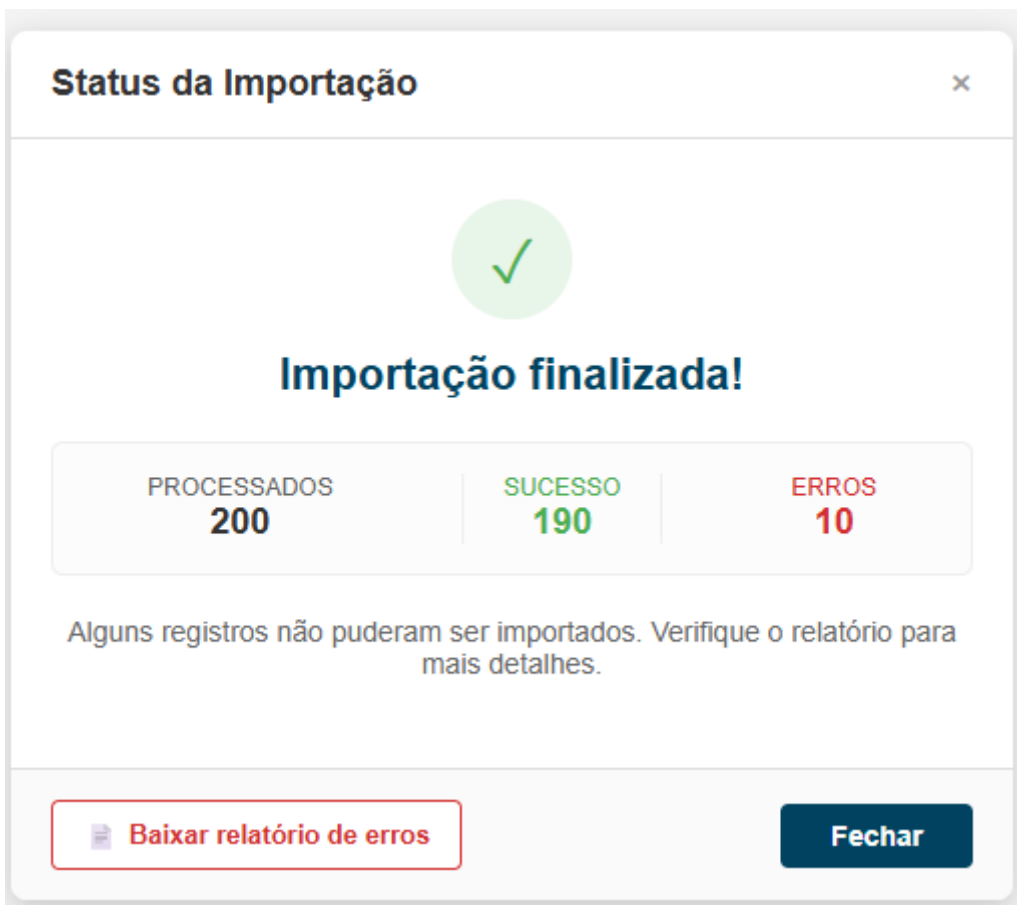 Status da Importação ×
✓
Importação finalizada!
PROCESSADOS SUCESSO ERROS
200 190 10
Alguns registros não puderam ser importados. Verifique o relatório para
mais detalhes.
Baixar relatório de erros Fechar